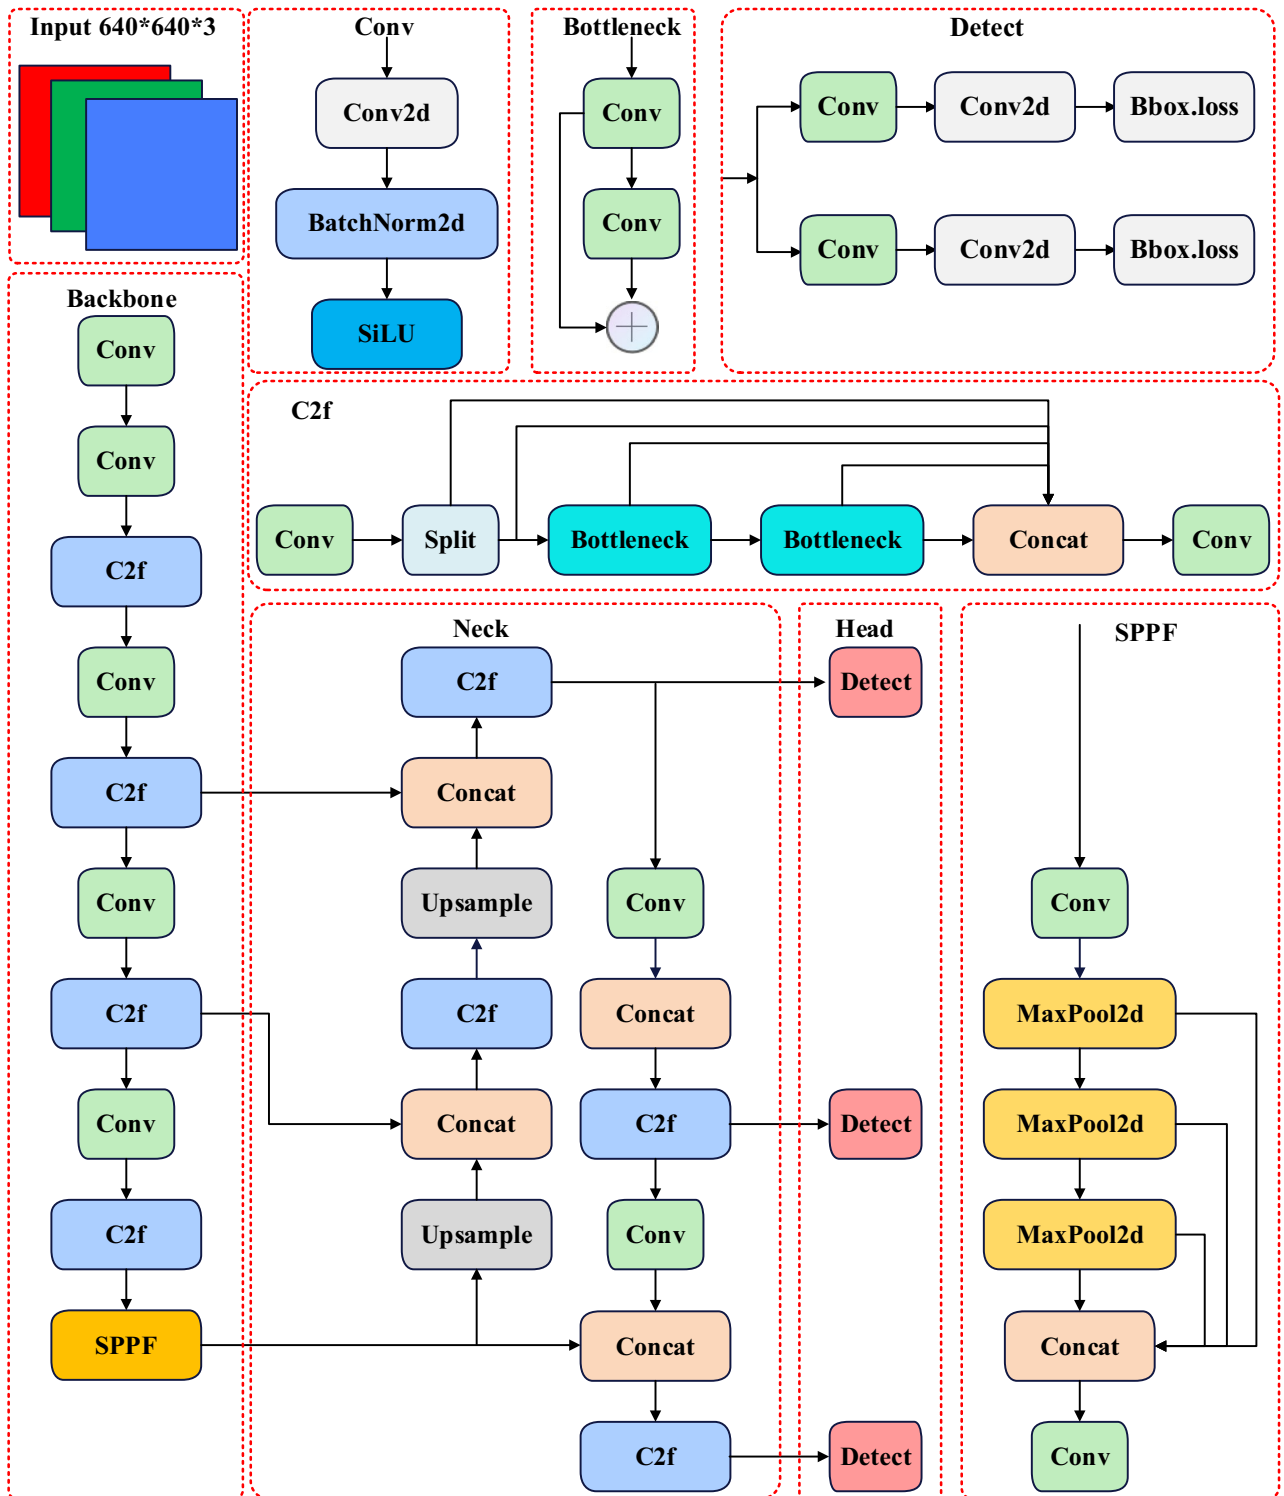 Input 640*640*3
Conv
Conv2d
BatchNorm2d
SiLU
Bottleneck
Conv
Conv
Detect
Conv
Conv2d
Bbox.loss
Conv
Conv2d
Bbox.loss
Backbone
Conv
Conv
C2f
Conv
C2f
Conv
C2f
Conv
C2f
SPPF
C2f
Conv
Split
Bottleneck
Bottleneck
Concat
Conv
Neck
C2f
Concat
Upsample
C2f
Concat
Upsample
Conv
Concat
C2f
Conv
Concat
C2f
Head
Detect
Detect
Detect
SPPF
Conv
MaxPool2d
MaxPool2d
MaxPool2d
Concat
Conv